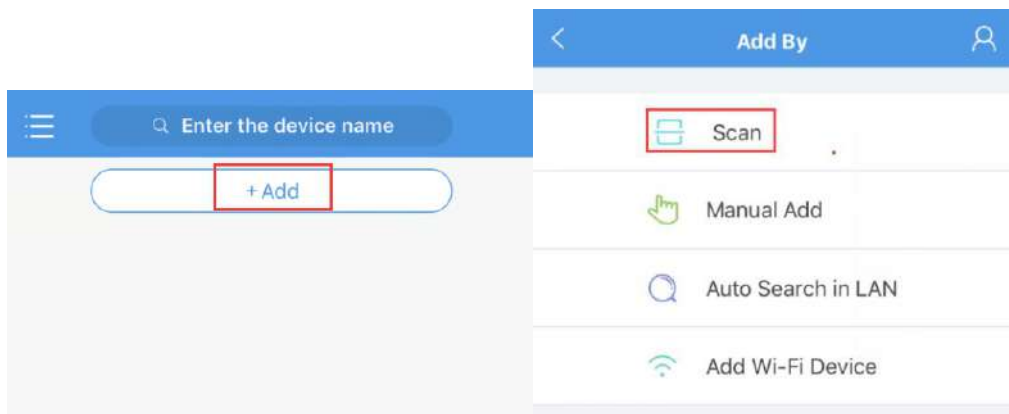 Enter the device name
+ Add
Add By
Scan
Manual Add
Auto Search in LAN
Add Wi-Fi Device